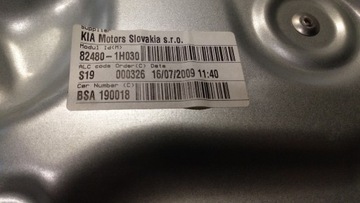 Supplier
KIA Motors Slovakia s.r.o.
Modul Id(M)
82480-1H030
ALC code Order(C) Date
S19 000326 16/07/2009 11:40
Car Number (C)
BSA 190018